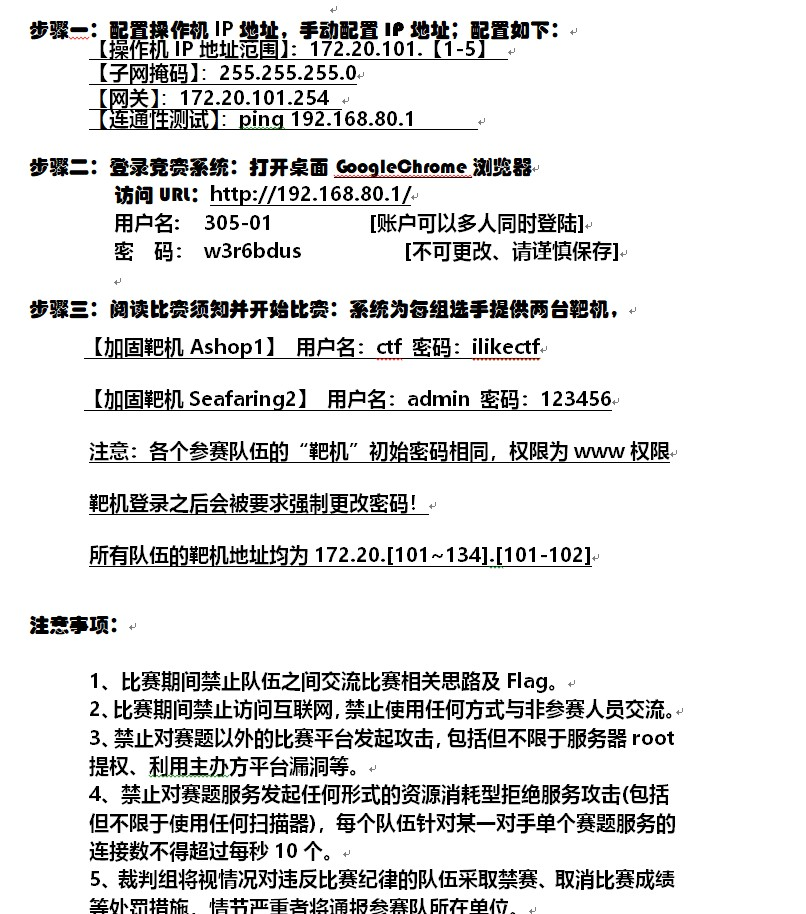 步骤一：配置操作机 IP 地址，手动配置 IP 地址；配置如下：
【操作机 IP 地址范围】：172.20.101.【1-5】
【子网掩码】：255.255.255.0
【网关】：172.20.101.254
【连通性测试】：ping 192.168.80.1
步骤二：登录竞赛系统：打开桌面 GoogleChrome 浏览器
访问 URL：http://192.168.80.1/
用户名： 305-01 [账户可以多人同时登陆]
密 码： w3r6bdus [不可更改、请谨慎保存]
步骤三：阅读比赛须知并开始比赛：系统为每组选手提供两台靶机，
【加固靶机 Ashop1】 用户名：ctf 密码：ilikectf
【加固靶机 Seafaring2】 用户名：admin 密码：123456
注意：各个参赛队伍的“靶机”初始密码相同，权限为 www 权限
靶机登录之后会被要求强制更改密码！
所有队伍的靶机地址均为 172.20.[101~134].[101-102]
注意事项：
1、比赛期间禁止队伍之间交流比赛相关思路及 Flag。
2、比赛期间禁止访问互联网，禁止使用任何方式与非参赛人员交流。
3、禁止对赛题以外的比赛平台发起攻击，包括但不限于服务器 root
提权、利用主办方平台漏洞等。
4、禁止对赛题服务发起任何形式的资源消耗型拒绝服务攻击(包括
但不限于使用任何扫描器)，每个队伍针对某一对手单个赛题服务的
连接数不得超过每秒 10 个。
5、裁判组将视情况对违反比赛纪律的队伍采取禁赛、取消比赛成绩
等处罚措施，情节严重者将通报参赛队所在单位。